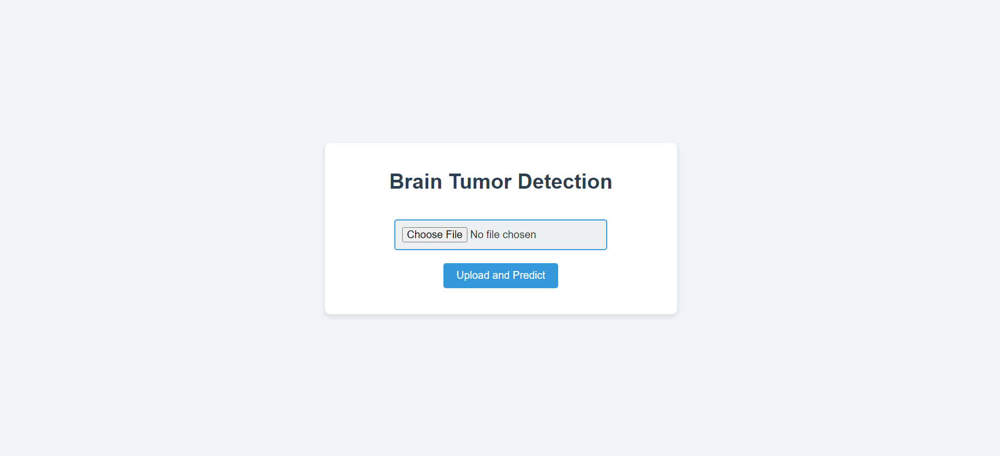 Brain Tumor Detection
Choose File No file chosen
Upload and Predict